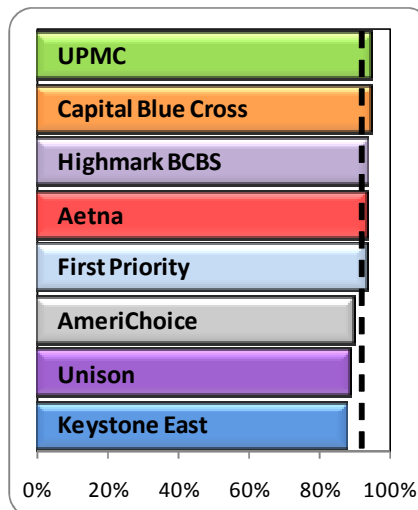 UPMC
Capital Blue Cross
Highmark BCBS
Aetna
First Priority
AmeriChoice
Unison
Keystone East
0% 20% 40% 60% 80% 100%